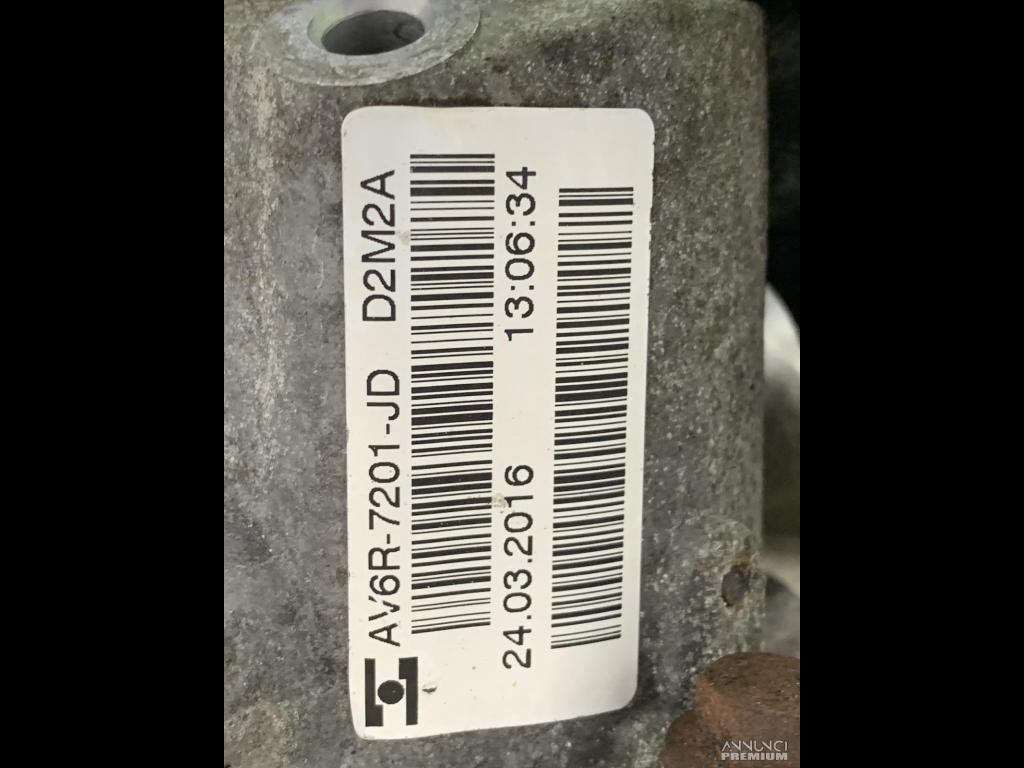 AV6R-7201-JD D2M2A
24.03.2016 13:06:34
ANNUNCI
PREMIUM